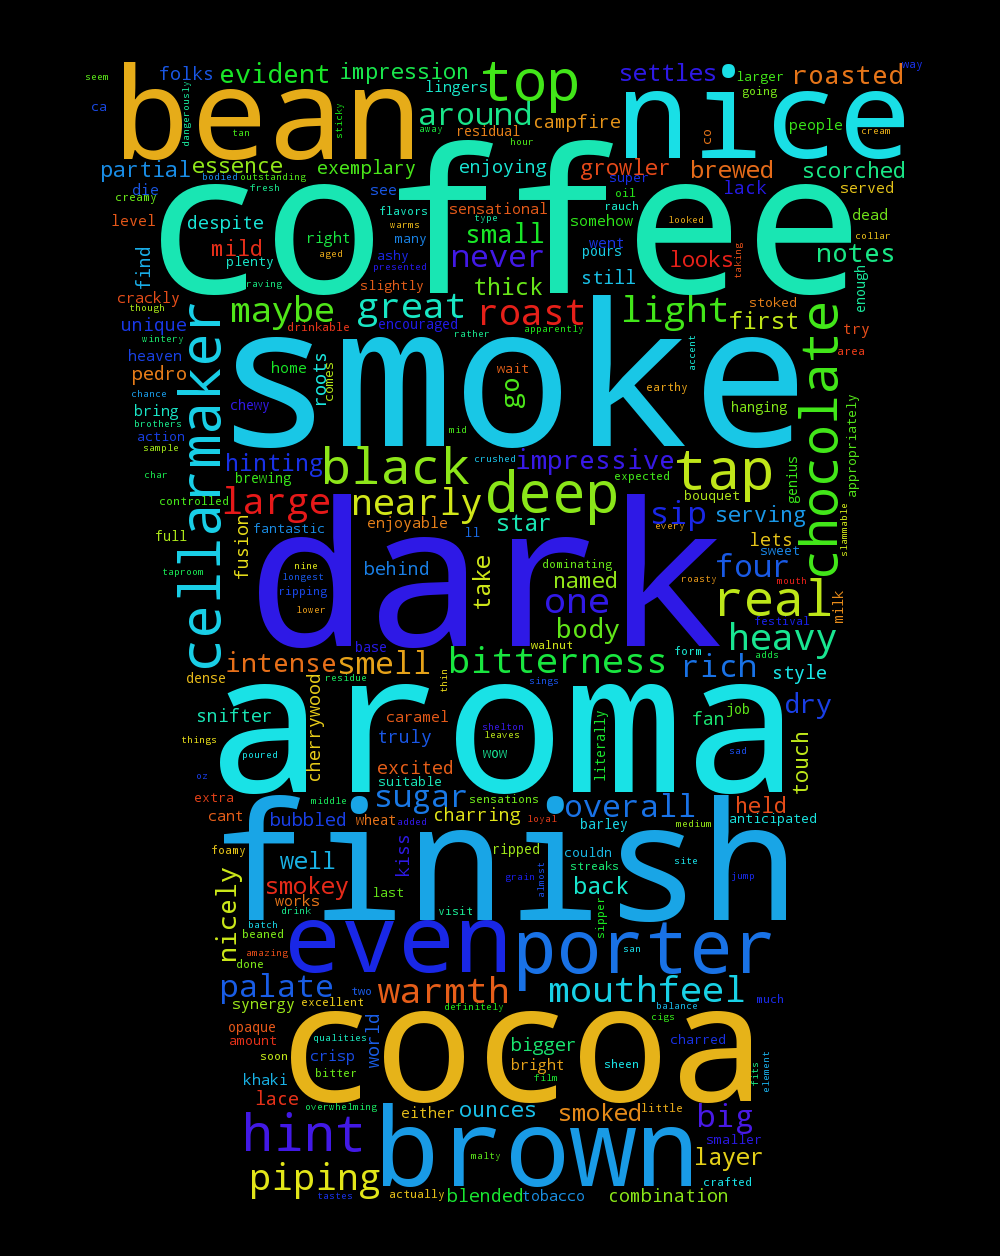 seem
folks
evident
impression
top
settles
larger
roasted
way
ca
dangerously
bean
tan
sticky
lingers
around
away
residual
hour
campfire
nice
going
co
people
cream
partial
essence
exemplary
enjoying
growler
brewed
scorched
bodied
outstanding
fresh
die
creamy
see
super
oil
rauch
lack
served
level
despite
coffee
flavors
sensational
type
warms
somehow
looked
dead
collar
find
mild
right
aged
plenty
many
ashy
presented
small
never
went
pours
looks
taking
notes
crackly
though
raving
slightly
thick
still
enough
unique
wintery
maybe
drinkable
great
encouraged
roast
rather
apparently
light
stoked
first
try
area
heaven
pedro
chance
bring
brothers
action
sample
cellarmaker
home
roots
comes
chewy
smoke
wait
go
mid
earthy
accent
hanging
chocolate
appropriately
char
hinting
brewing
black
crushed
impressive
expected
tap
bouquet
genius
controlled
large
nearly
deep
sip
serving
slammable
full
fusion
fantastic
enjoyable
star
ll
every
lets
sweet
taproom
nine
longest
ripping
lower
dark
behind
take
dominating
named
one
roasty
four
mouth
real
milk
base
body
walnut
festival
heavy
dense
intense
residue
smell
thin
bitterness
sings
form
rich
adds
style
snifter
cherrywood
caramel
aroma
shelton
leaves
wow
literally
fan
job
dry
things
poured
truly
sad
touch
oz
excited
suitable
extra
cant
middle
sugar
sensations
overall
held
anticipated
bubbled
wheat
added
charring
loyal
barley
medium
foamy
well
finish
kiss
ripped
couldn
streaks
site
nicely
smokey
works
last
grain
almost
back
jump
drink
visit
sipper
batch
beaned
amazing
done
even
porter
san
palate
two
warmth
mouthfeel
much
synergy
excellent
definitely
balance
cigs
opaque
amount
qualities
world
cocoa
bigger
charred
soon
crisp
bitter
bright
film
sheen
fits
element
khaki
lace
overwhelming
either
ounces
smoked
little
big
hint
brown
smaller
malty
layer
piping
crafted
tastes
actually
blended
tobacco
combination